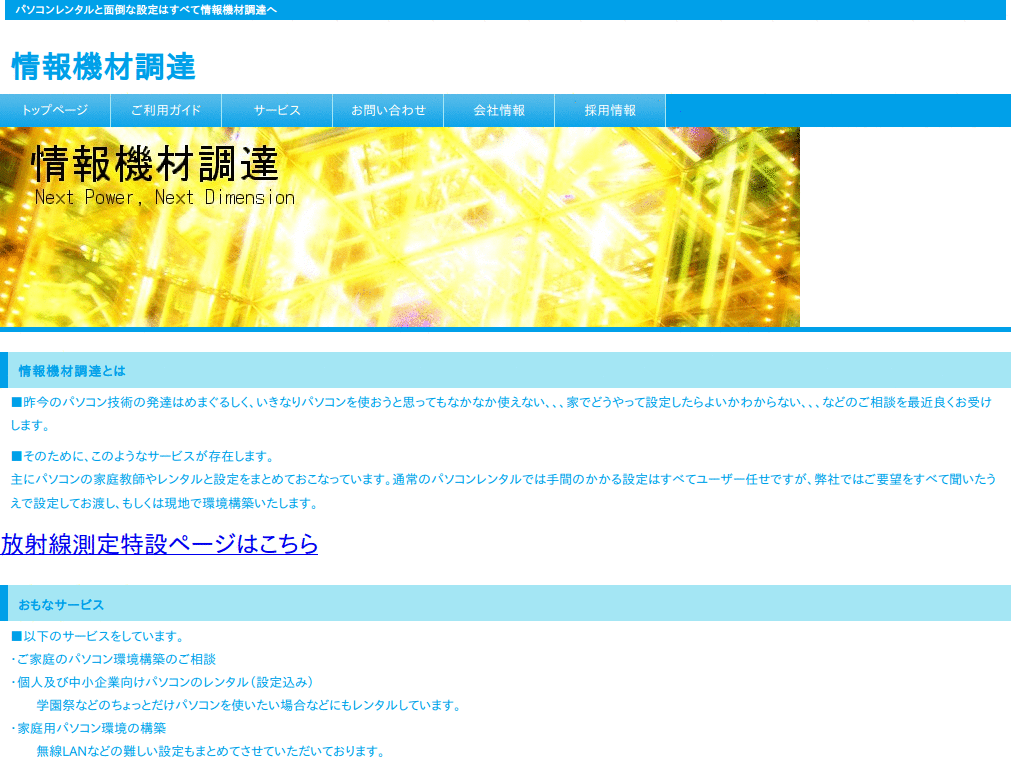 パソコンレンタルと面倒な設定はすべて情報機材調達へ
情報機材調達
トップページ
ご利用ガイド
サービス
お問い合わせ
会社情報
採用情報
情報機材調達
Next Power, Next Dimension
情報機材調達とは
■昨今のパソコン技術の発達はめまぐるしく、いきなりパソコンを使おうと思ってもなかなか使えない、、、家でどうやって設定したらよいかわからない、、、などのご相談を最近良くお受け
します。
■そのために、このようなサービスが存在します。
主にパソコンの家庭教師やレンタルと設定をまとめておこなっています。通常のパソコンレンタルでは手間のかかる設定はすべてユーザー任せですが、弊社ではご要望をすべて聞いたう
えで設定してお渡し、もしくは現地で環境構築いたします。
放射線測定特設ページはこちら
おもなサービス
■以下のサービスをしています。
・ご家庭のパソコン環境構築のご相談
・個人及び中小企業向けパソコンのレンタル（設定込み）
学園祭などのちょっとだけパソコンを使いたい場合などにもレンタルしています。
・家庭用パソコン環境の構築
無線LANなどの難しい設定もまとめてさせていただいております。